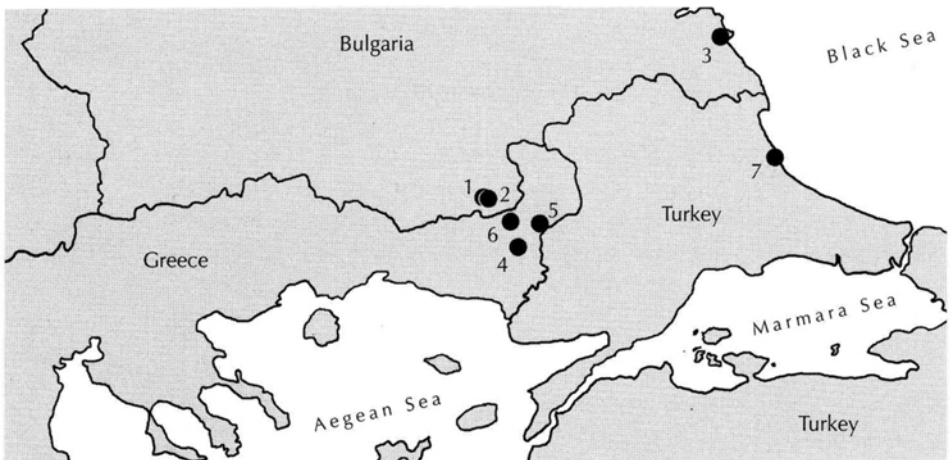 Bulgaria
Black Sea
3
7
1
2
5
Turkey
6
4
Greece
Marmara Sea
Aegean Sea
Turkey